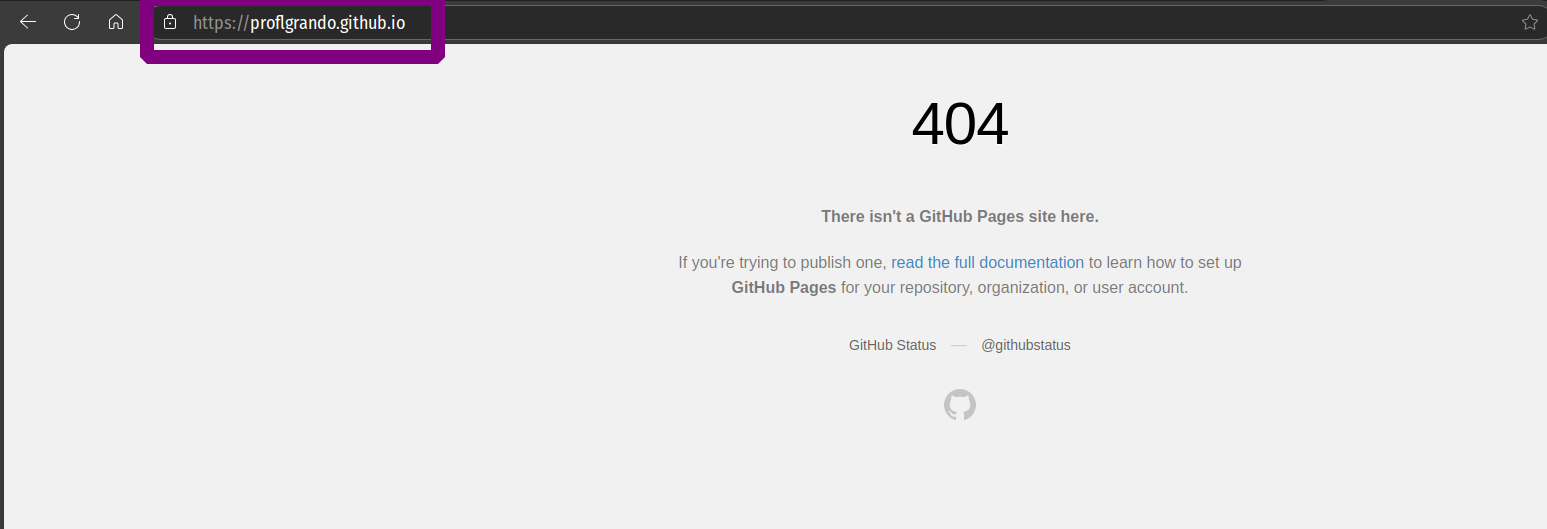 https://proflgrando.github.io
404
There isn't a GitHub Pages site here.
If you're trying to publish one, read the full documentation to learn how to set up
GitHub Pages for your repository, organization, or user account.
GitHub Status — @githubstatus